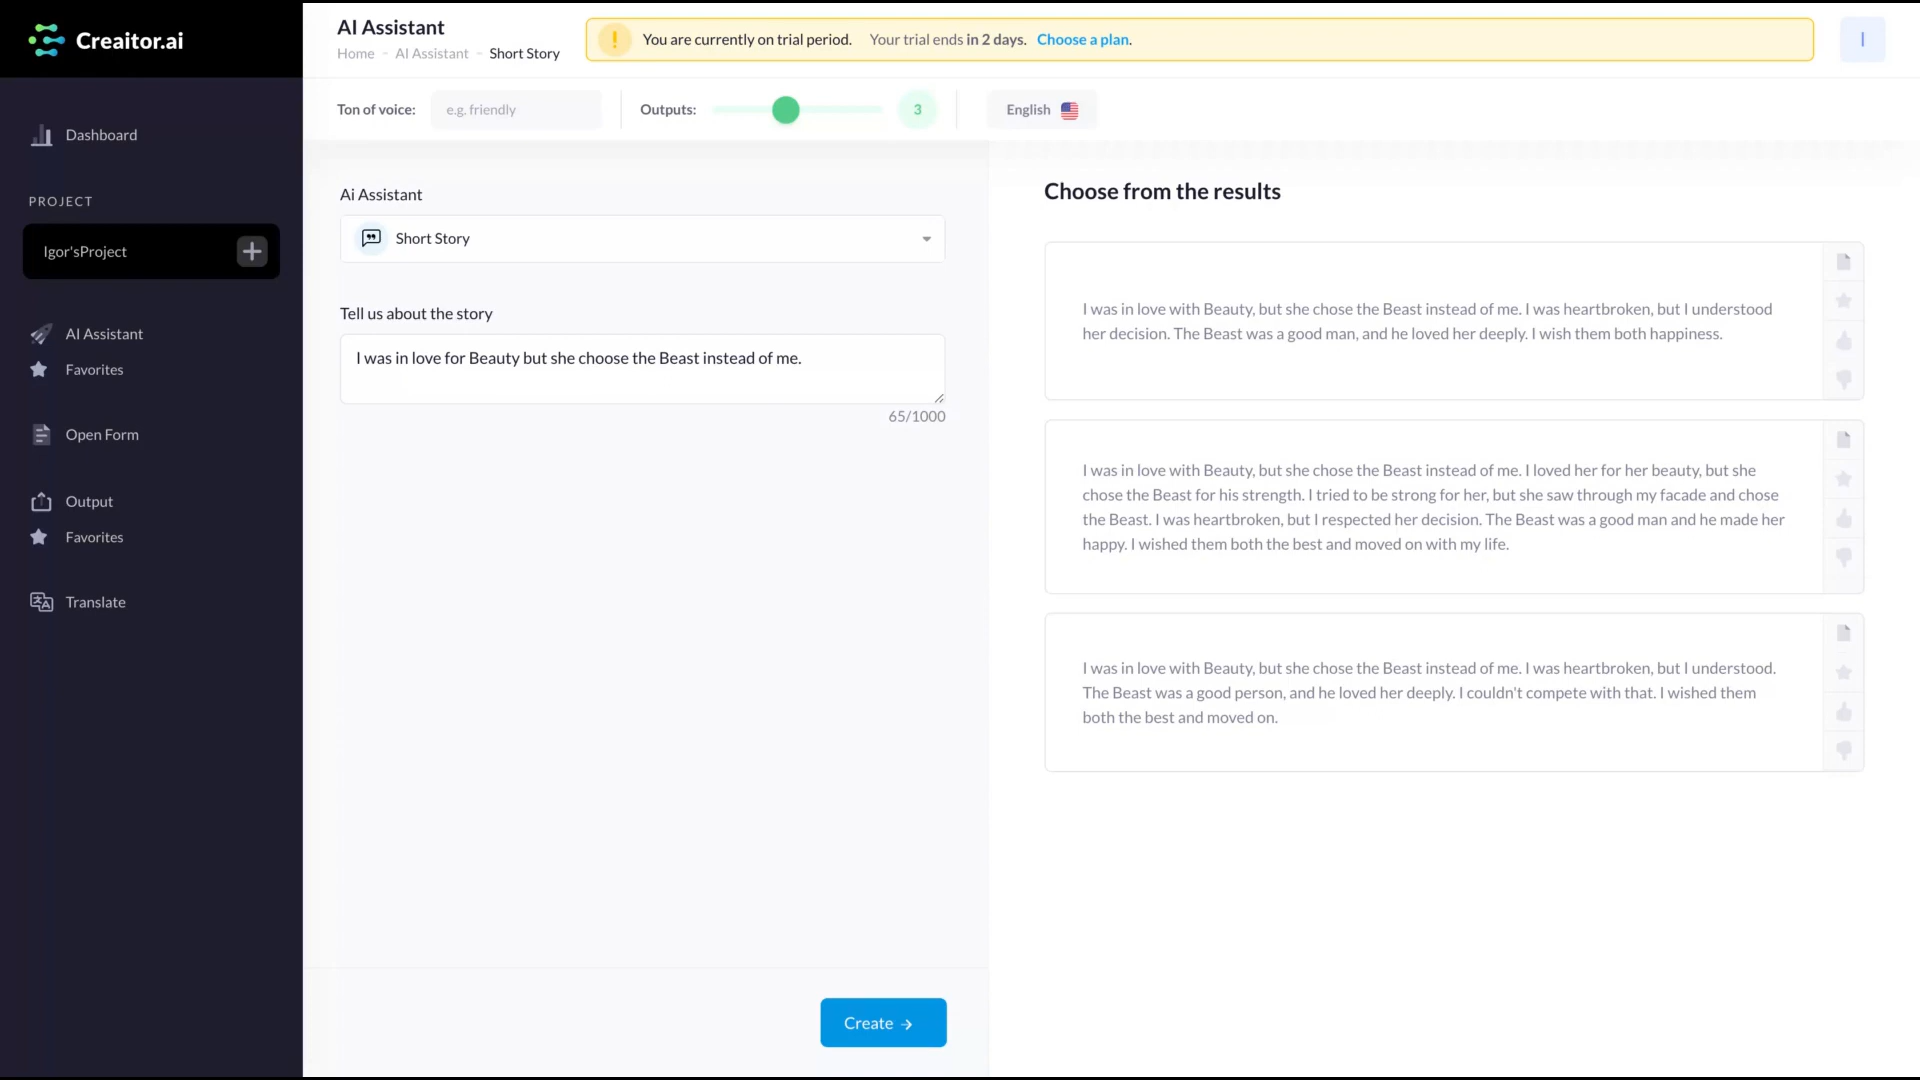 Creaitor.ai
AI Assistant
Home - AI Assistant - Short Story
! You are currently on trial period. Your trial ends in 2 days. Choose a plan.
I
Ton of voice: e.g. friendly Outputs: 3 English
Dashboard
PROJECT
Igor'sProject
AI Assistant
Favorites
Open Form
Output
Favorites
Translate
Ai Assistant
Short Story
Tell us about the story
I was in love for Beauty but she choose the Beast instead of me.
65/1000
Create
Choose from the results
I was in love with Beauty, but she chose the Beast instead of me. I was heartbroken, but I understood
her decision. The Beast was a good man, and he loved her deeply. I wish them both happiness.
I was in love with Beauty, but she chose the Beast instead of me. I loved her for her beauty, but she
chose the Beast for his strength. I tried to be strong for her, but she saw through my facade and chose
the Beast. I was heartbroken, but I respected her decision. The Beast was a good man and he made her
happy. I wished them both the best and moved on with my life.
I was in love with Beauty, but she chose the Beast instead of me. I was heartbroken, but I understood.
The Beast was a good person, and he loved her deeply. I couldn't compete with that. I wished them
both the best and moved on.